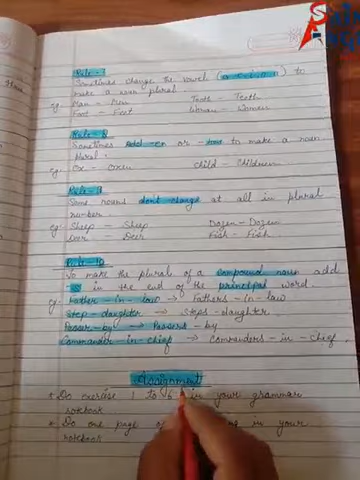 Rule - 7
Sometimes change the vowel (a, e, i, o, u) to
make a noun plural.
eg: Man - Men Tooth - Teeth
Foot - Feet Woman - Women
Rule - 8
Sometimes add -en or to make a noun
plural.
eg: Ox - Oxen Child - Children
Rule - 9
Some nouns don't change at all in plural
number.
eg: Sheep - Sheep Dozen - Dozen
Deer - Deer Fish - Fish
Rule - 10
To make the plural of a compound noun add
in the end of the principal word.
eg: Father - in - law → Fathers - in - law
Step - daughter → Steps - daughter
Passer - by → Passers - by
Commander in chief → commanders - in - chief.
Assignment
* Do exercise 1 to in your grammar
notebook
* Do one page of in your
notebook